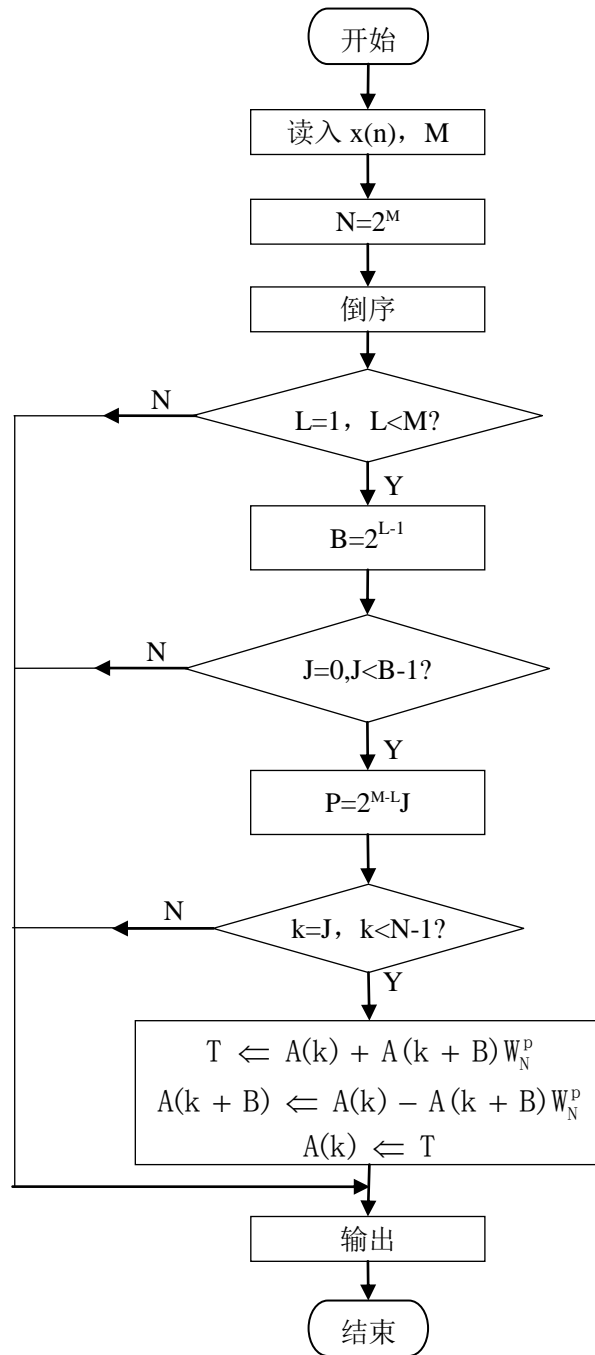 开始
读入 x(n)，M
N=2^M
倒序
N
L=1，L<M?
Y
B=2^{L-1}
N
J=0,J<B-1?
Y
P=2^{M-L}J
N
k=J，k<N-1?
Y
T ⇐ A(k) + A(k + B)W_N^p
A(k + B) ⇐ A(k) − A(k + B)W_N^p
A(k) ⇐ T
输出
结束